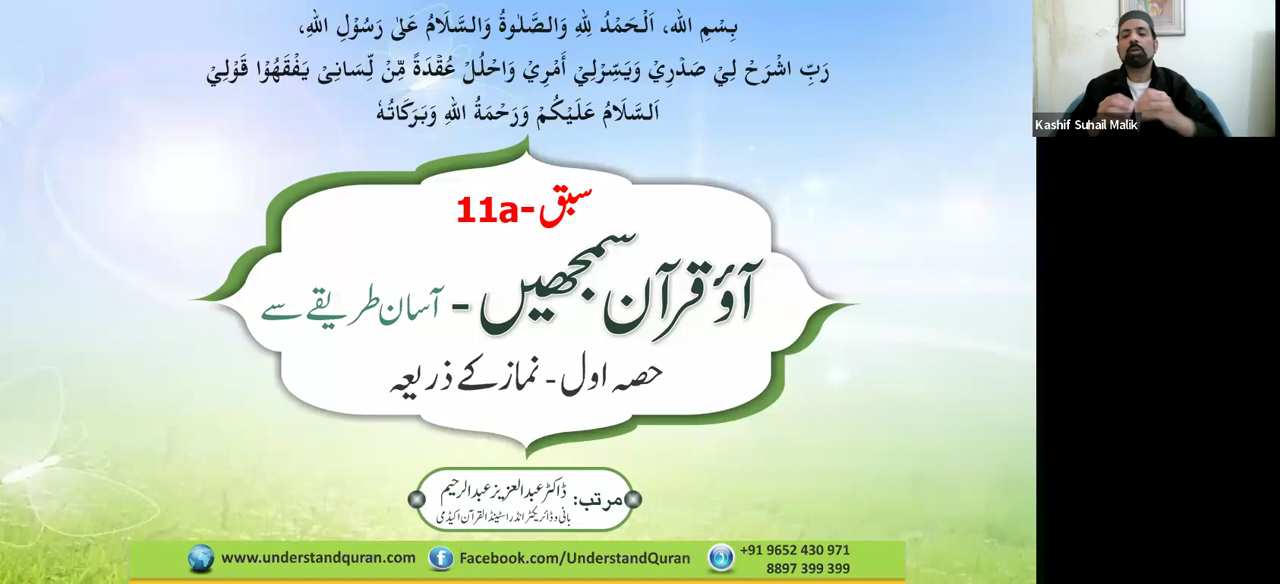 بِسْمِ اللہ، اَلْحَمْدُ لِلّٰهِ وَالصَّلٰوةُ وَالسَّلَامُ عَلٰى رَسُوْلِ اللهِ،
رَبِّ اشْرَحْ لِيْ صَدْرِيْ وَيَسِّرْلِيْ أَمْرِيْ وَاحْلُلْ عُقْدَةً مِّنْ لِّسَانِىْ يَفْقَهُوْا قَوْلِيْ
اَلسَّلَامُ عَلَيْكُمْ وَرَحْمَةُ اللهِ وَبَرَكَاتُهٗ
Kashif Suhail Malik
سبق-11a
آؤ قرآن سمجھیں - آسان طریقے سے
حصہ اول - نماز کے ذریعہ
مرتب: ڈاکٹر عبدالعزیز عبدالرحیم
بانی و ڈائریکٹر انڈراسٹینڈ القرآن اکیڈمی
www.understandquran.com
Facebook.com/UnderstandQuran
+91 9652 430 971
8897 399 399